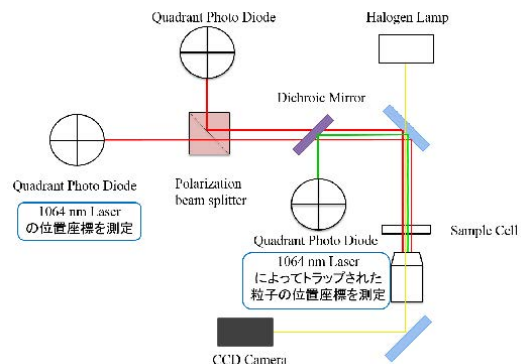 Quadrant Photo Diode
Halogen Lamp
Dichroic Mirror
Quadrant Photo Diode
Polarization
beam splitter
1064 nm Laser
の位置座標を測定
Quadrant Photo Diode
Sample Cell
1064 nm Laser
によってトラップされた
粒子の位置座標を測定
CCD Camera